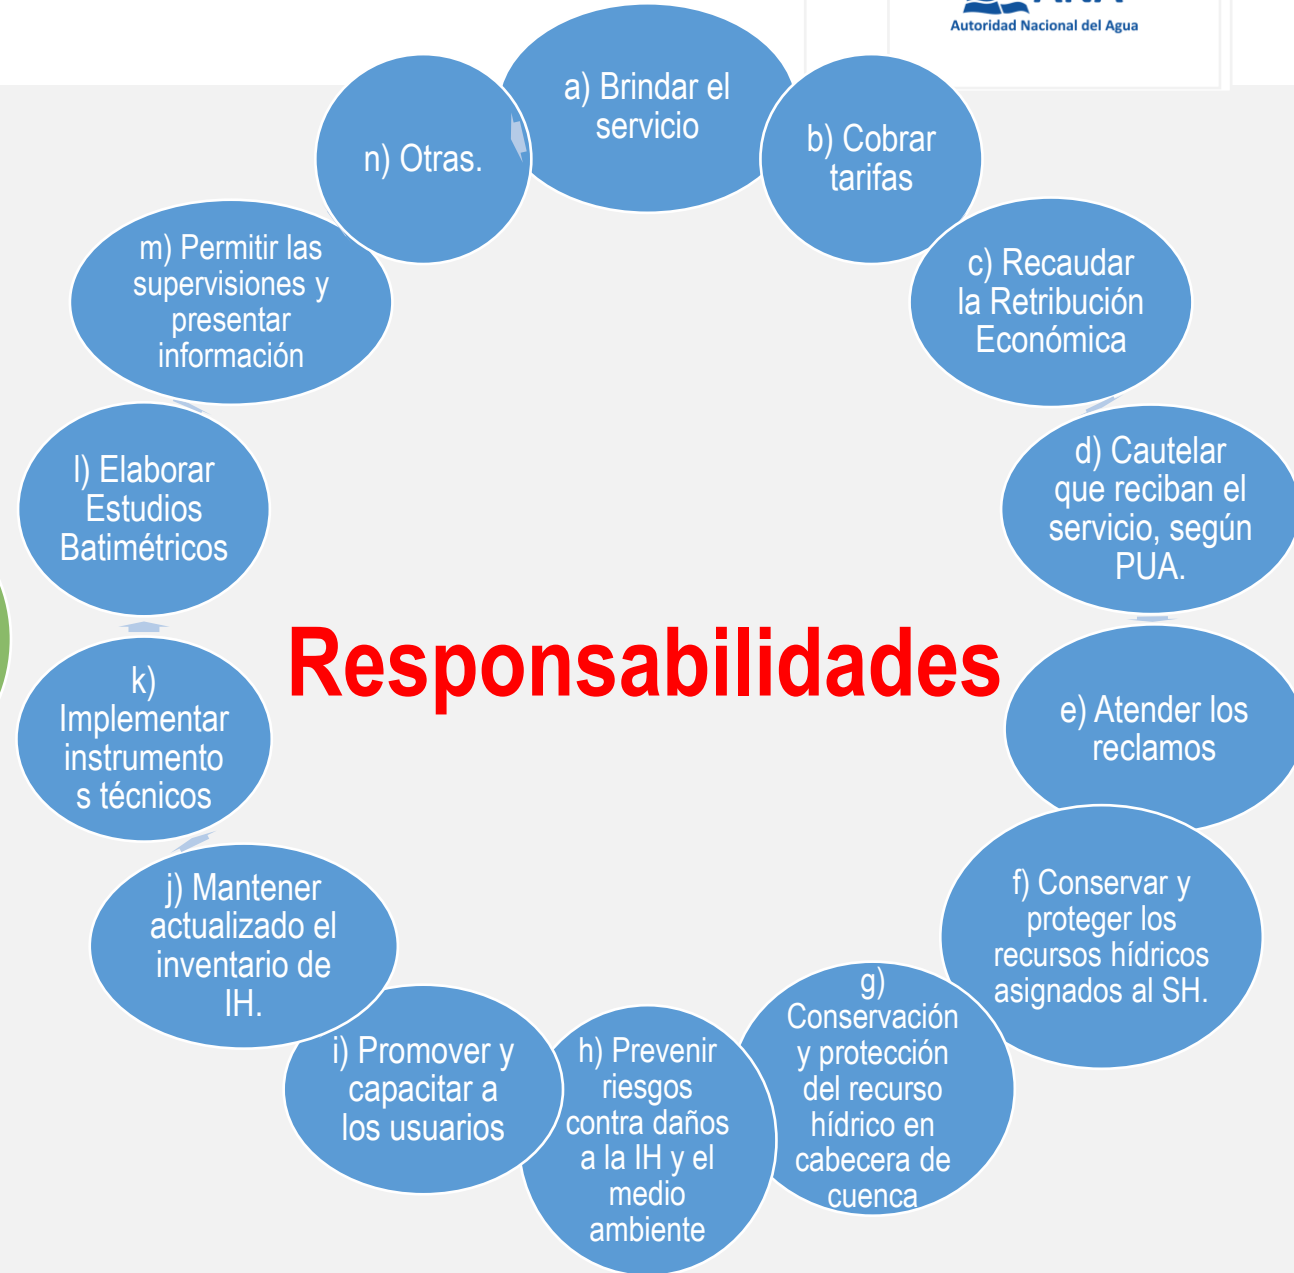 Autoridad Nacional del Agua
a) Brindar el
servicio
b) Cobrar
tarifas
c) Recaudar
la Retribución
Económica
d) Cautelar
que reciban el
servicio, según
PUA.
e) Atender los
reclamos
f) Conservar y
proteger los
recursos hídricos
asignados al SH.
g)
Conservación
y protección
del recurso
hídrico en
cabecera de
cuenca
h) Prevenir
riesgos
contra daños
a la IH y el
medio
ambiente
i) Promover y
capacitar a
los usuarios
j) Mantener
actualizado el
inventario de
IH.
k)
Implementar
instrumento
s técnicos
l) Elaborar
Estudios
Batimétricos
m) Permitir las
supervisiones y
presentar
información
n) Otras.
Responsabilidades